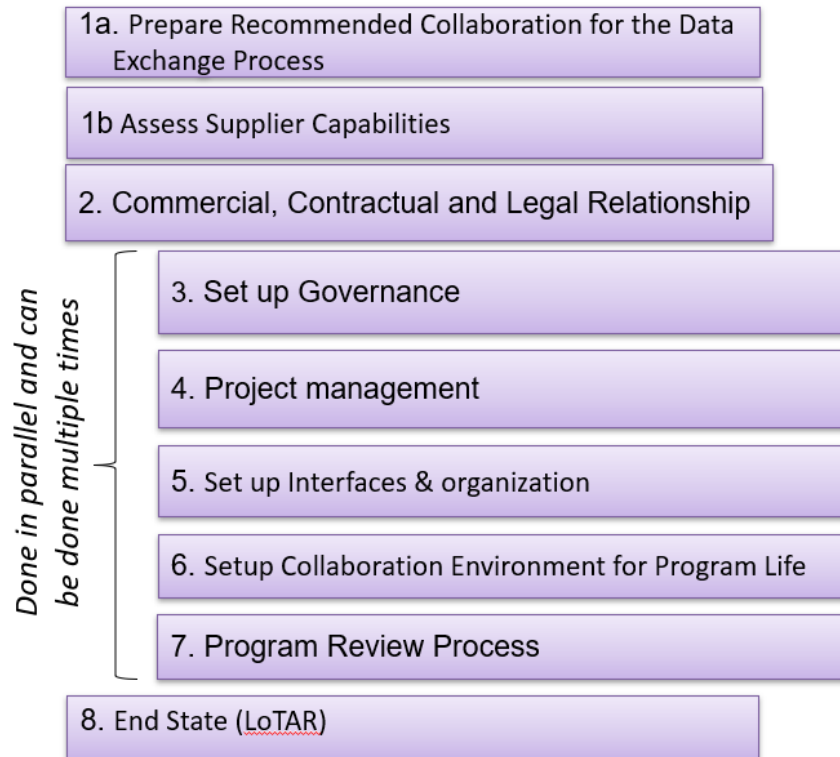 1a. Prepare Recommended Collaboration for the Data
Exchange Process
1b Assess Supplier Capabilities
2. Commercial, Contractual and Legal Relationship
Done in parallel and can
be done multiple times
3. Set up Governance
4. Project management
5. Set up Interfaces & organization
6. Setup Collaboration Environment for Program Life
7. Program Review Process
8. End State (LoTAR)